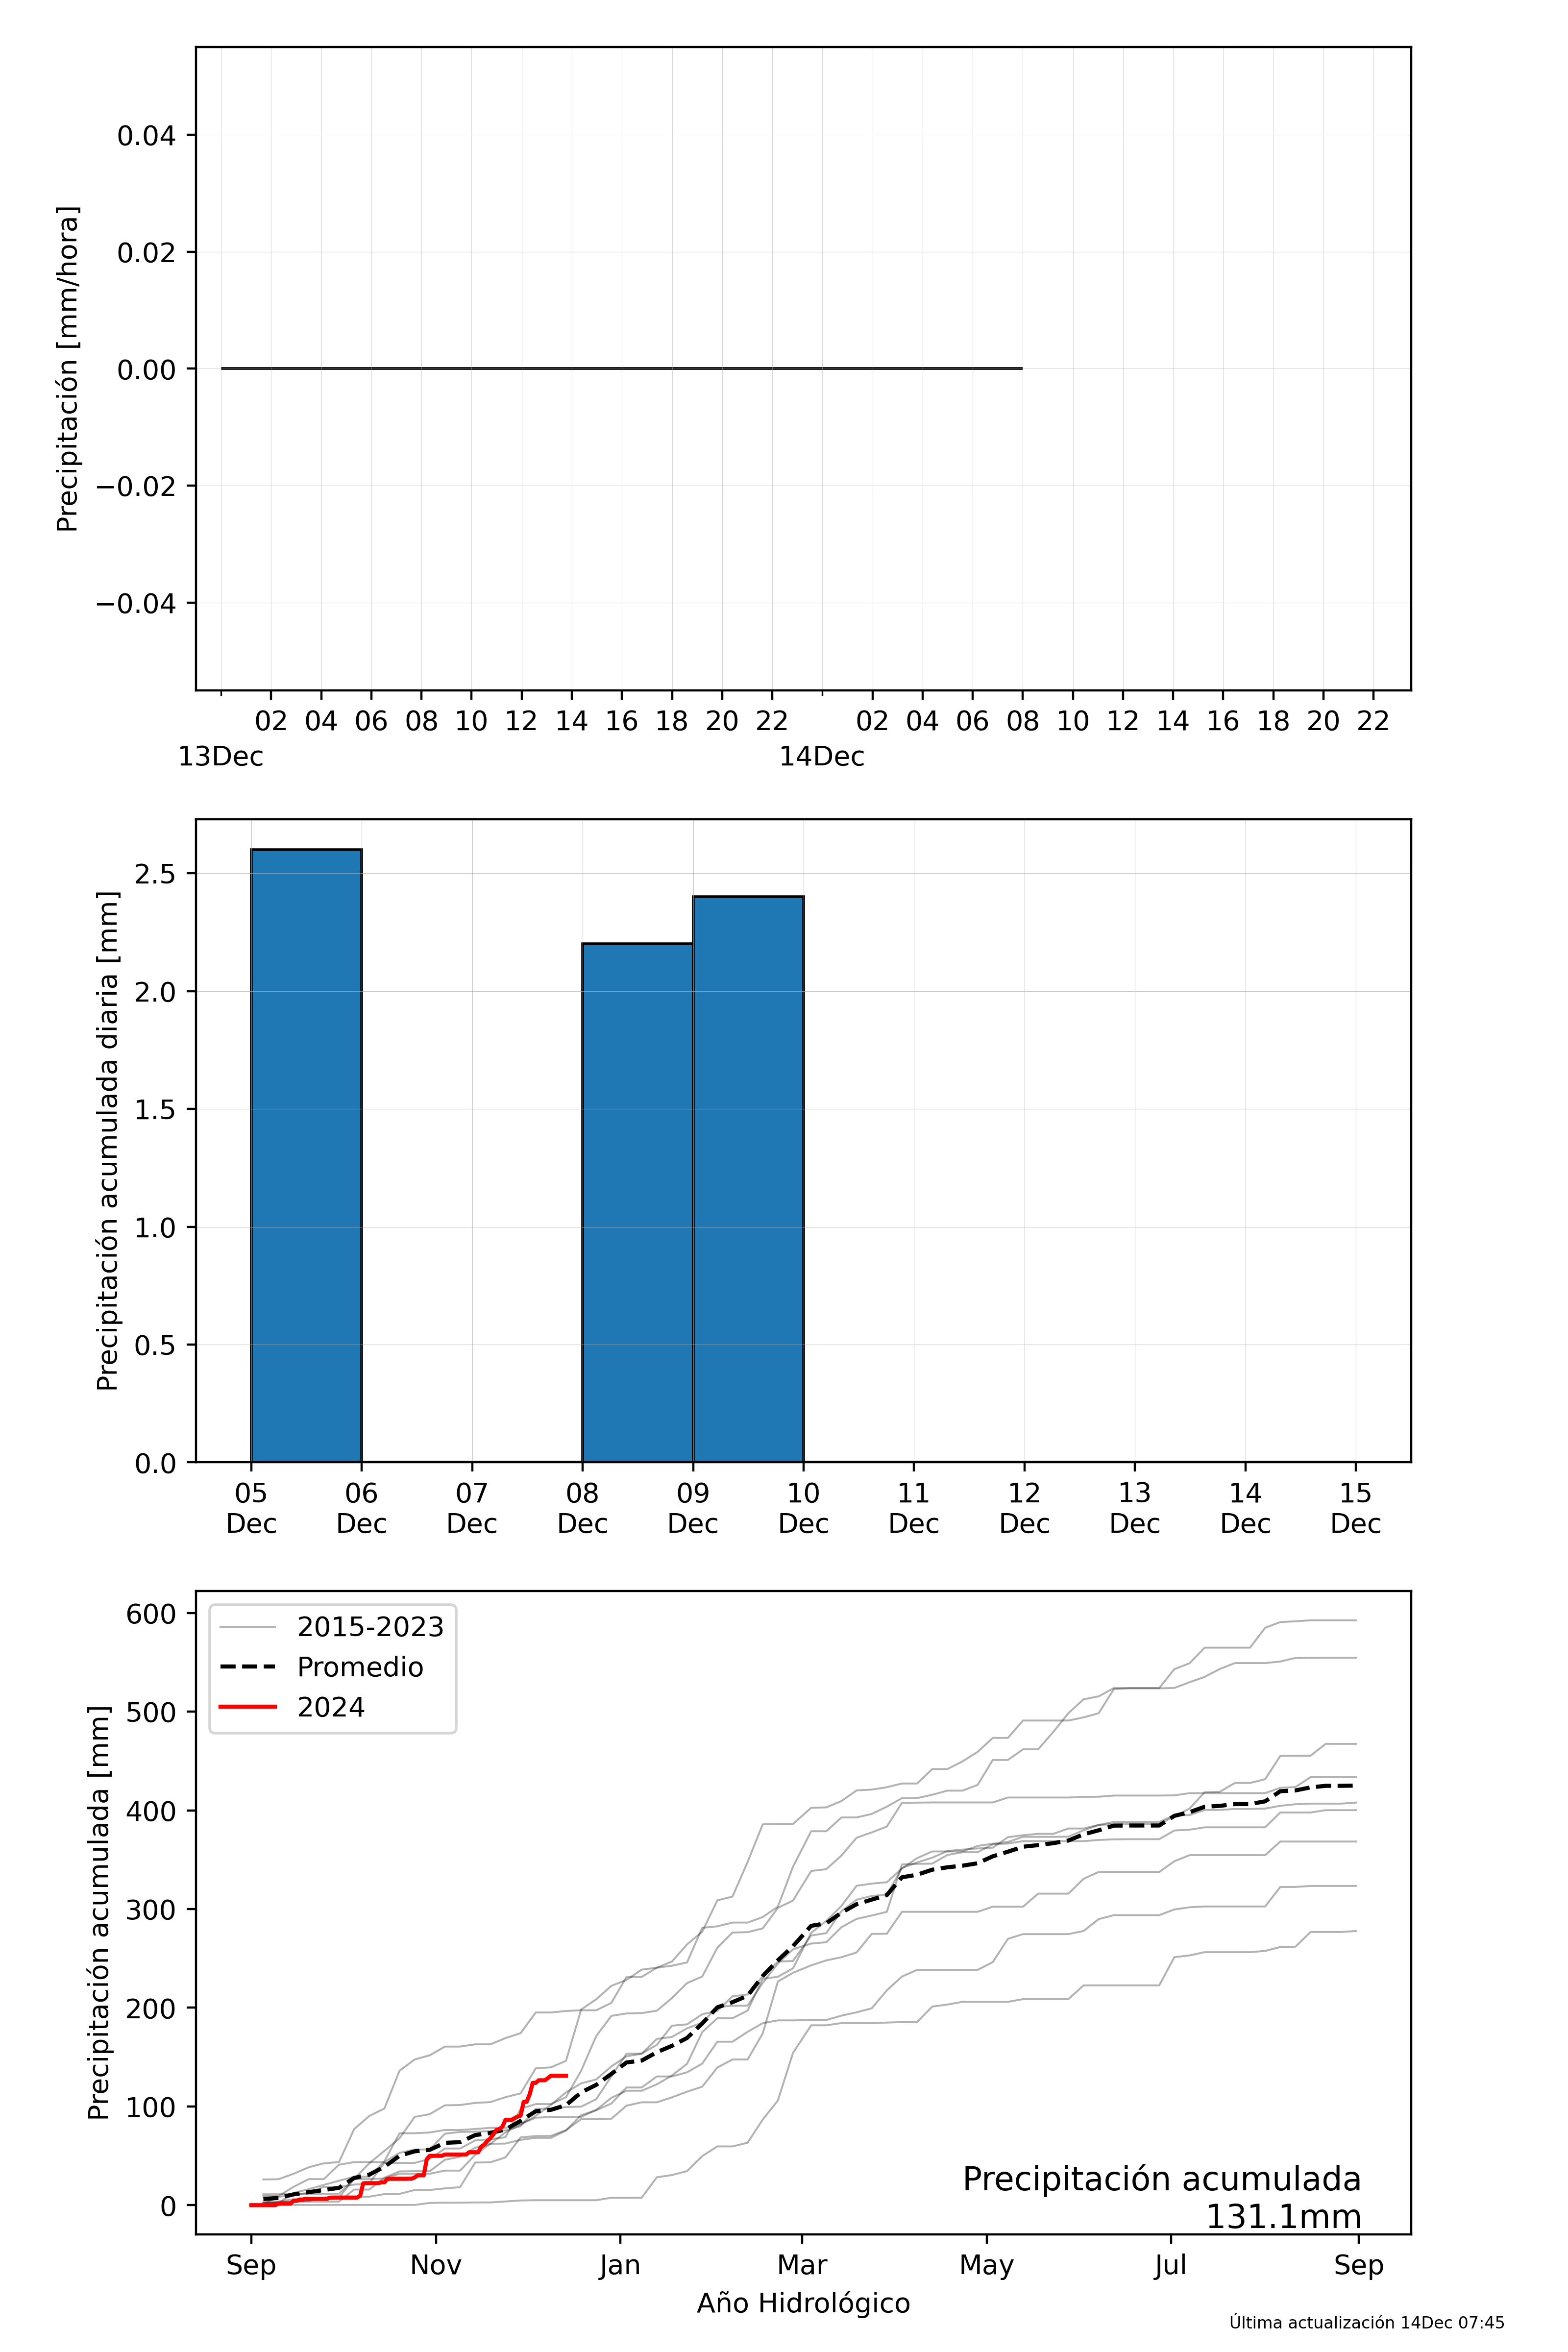 0.04
0.02
0.00
−0.02
−0.04
Precipitación [mm/hora]
02 04 06 08 10 12 14 16 18 20 22 02 04 06 08 10 12 14 16 18 20 22
13Dec 14Dec
2.5
2.0
1.5
1.0
0.5
0.0
Precipitación acumulada diaria [mm]
05 06 07 08 09 10 11 12 13 14 15
Dec Dec Dec Dec Dec Dec Dec Dec Dec Dec Dec
600
500
400
300
200
100
0
Precipitación acumulada [mm]
2015-2023
Promedio
2024
Precipitación acumulada
131.1mm
Sep Nov Jan Mar May Jul Sep
Año Hidrológico
Última actualización 14Dec 07:45